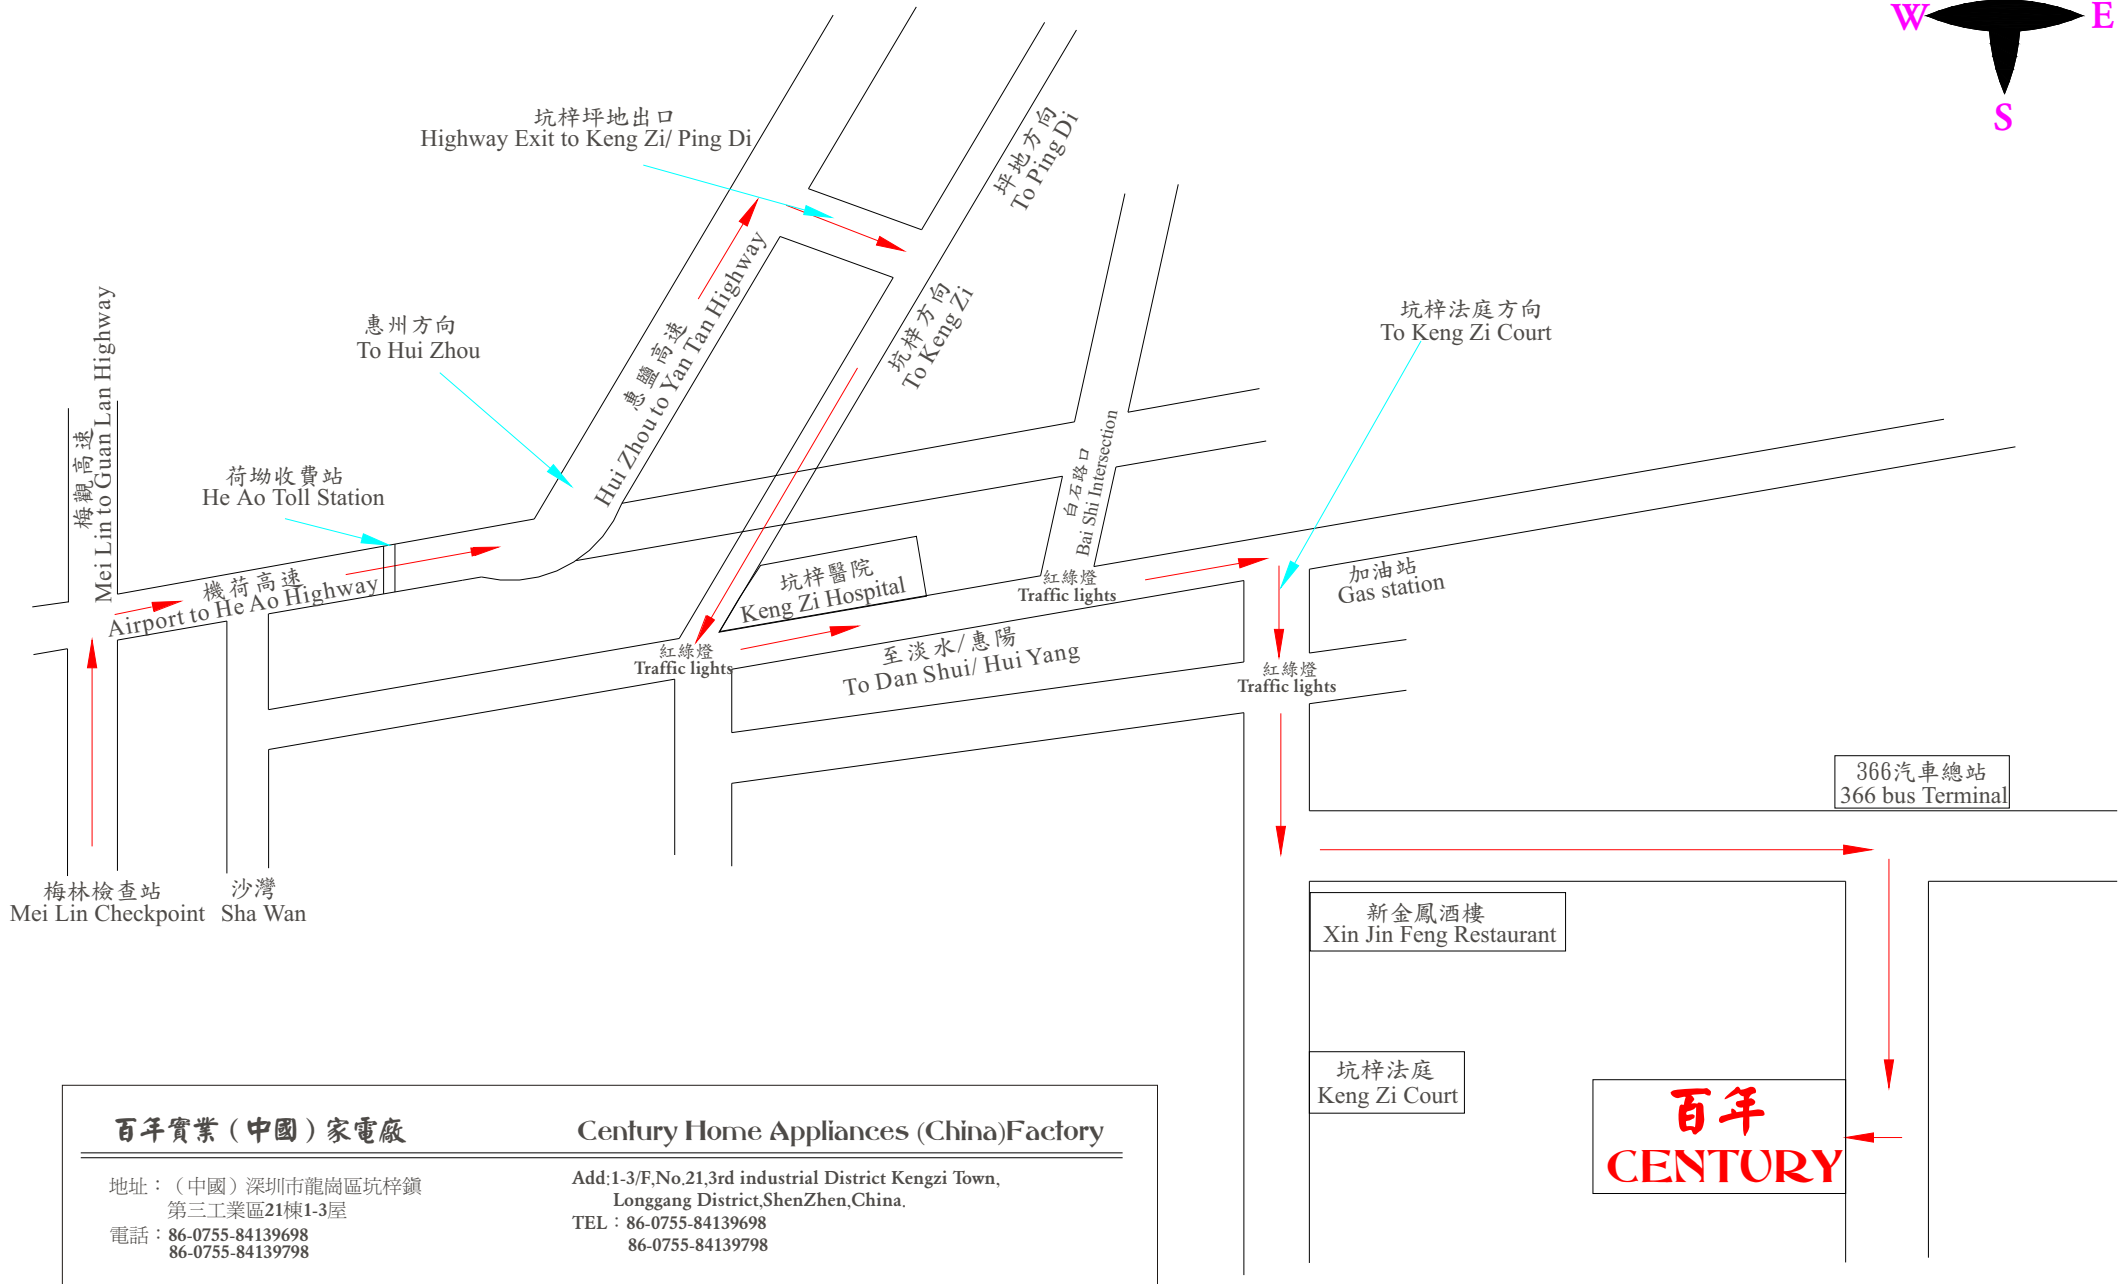 W
E
S
坑梓坪地出口
Highway Exit to Keng Zi/ Ping Di
坪地方向
To Ping Di
惠州方向
To Hui Zhou
惠鹽高速
Hui Zhou to Yan Tan Highway
坑梓方向
To Keng Zi
坑梓法庭方向
To Keng Zi Court
梅觀高速
Mei Lin to Guan Lan Highway
荷坳收費站
He Ao Toll Station
白石路口
Bai Shi Intersection
機荷高速
Airport to He Ao Highway
坑梓醫院
Keng Zi Hospital
紅綠燈
Traffic lights
加油站
Gas station
紅綠燈
Traffic lights
至淡水/惠陽
To Dan Shui/ Hui Yang
紅綠燈
Traffic lights
366汽車總站
366 bus Terminal
梅林檢查站
Mei Lin Checkpoint
沙灣
Sha Wan
新金鳳酒樓
Xin Jin Feng Restaurant
坑梓法庭
Keng Zi Court
百年
CENTURY
百年實業(中國)家電廠
地址：（中國）深圳市龍崗區坑梓鎮
第三工業區21棟1-3屋
電話：86-0755-84139698
86-0755-84139798
Century Home Appliances (China)Factory
Add:1-3/F,No.21,3rd industrial District Kengzi Town,
Longgang District,ShenZhen,China.
TEL：86-0755-84139698
86-0755-84139798